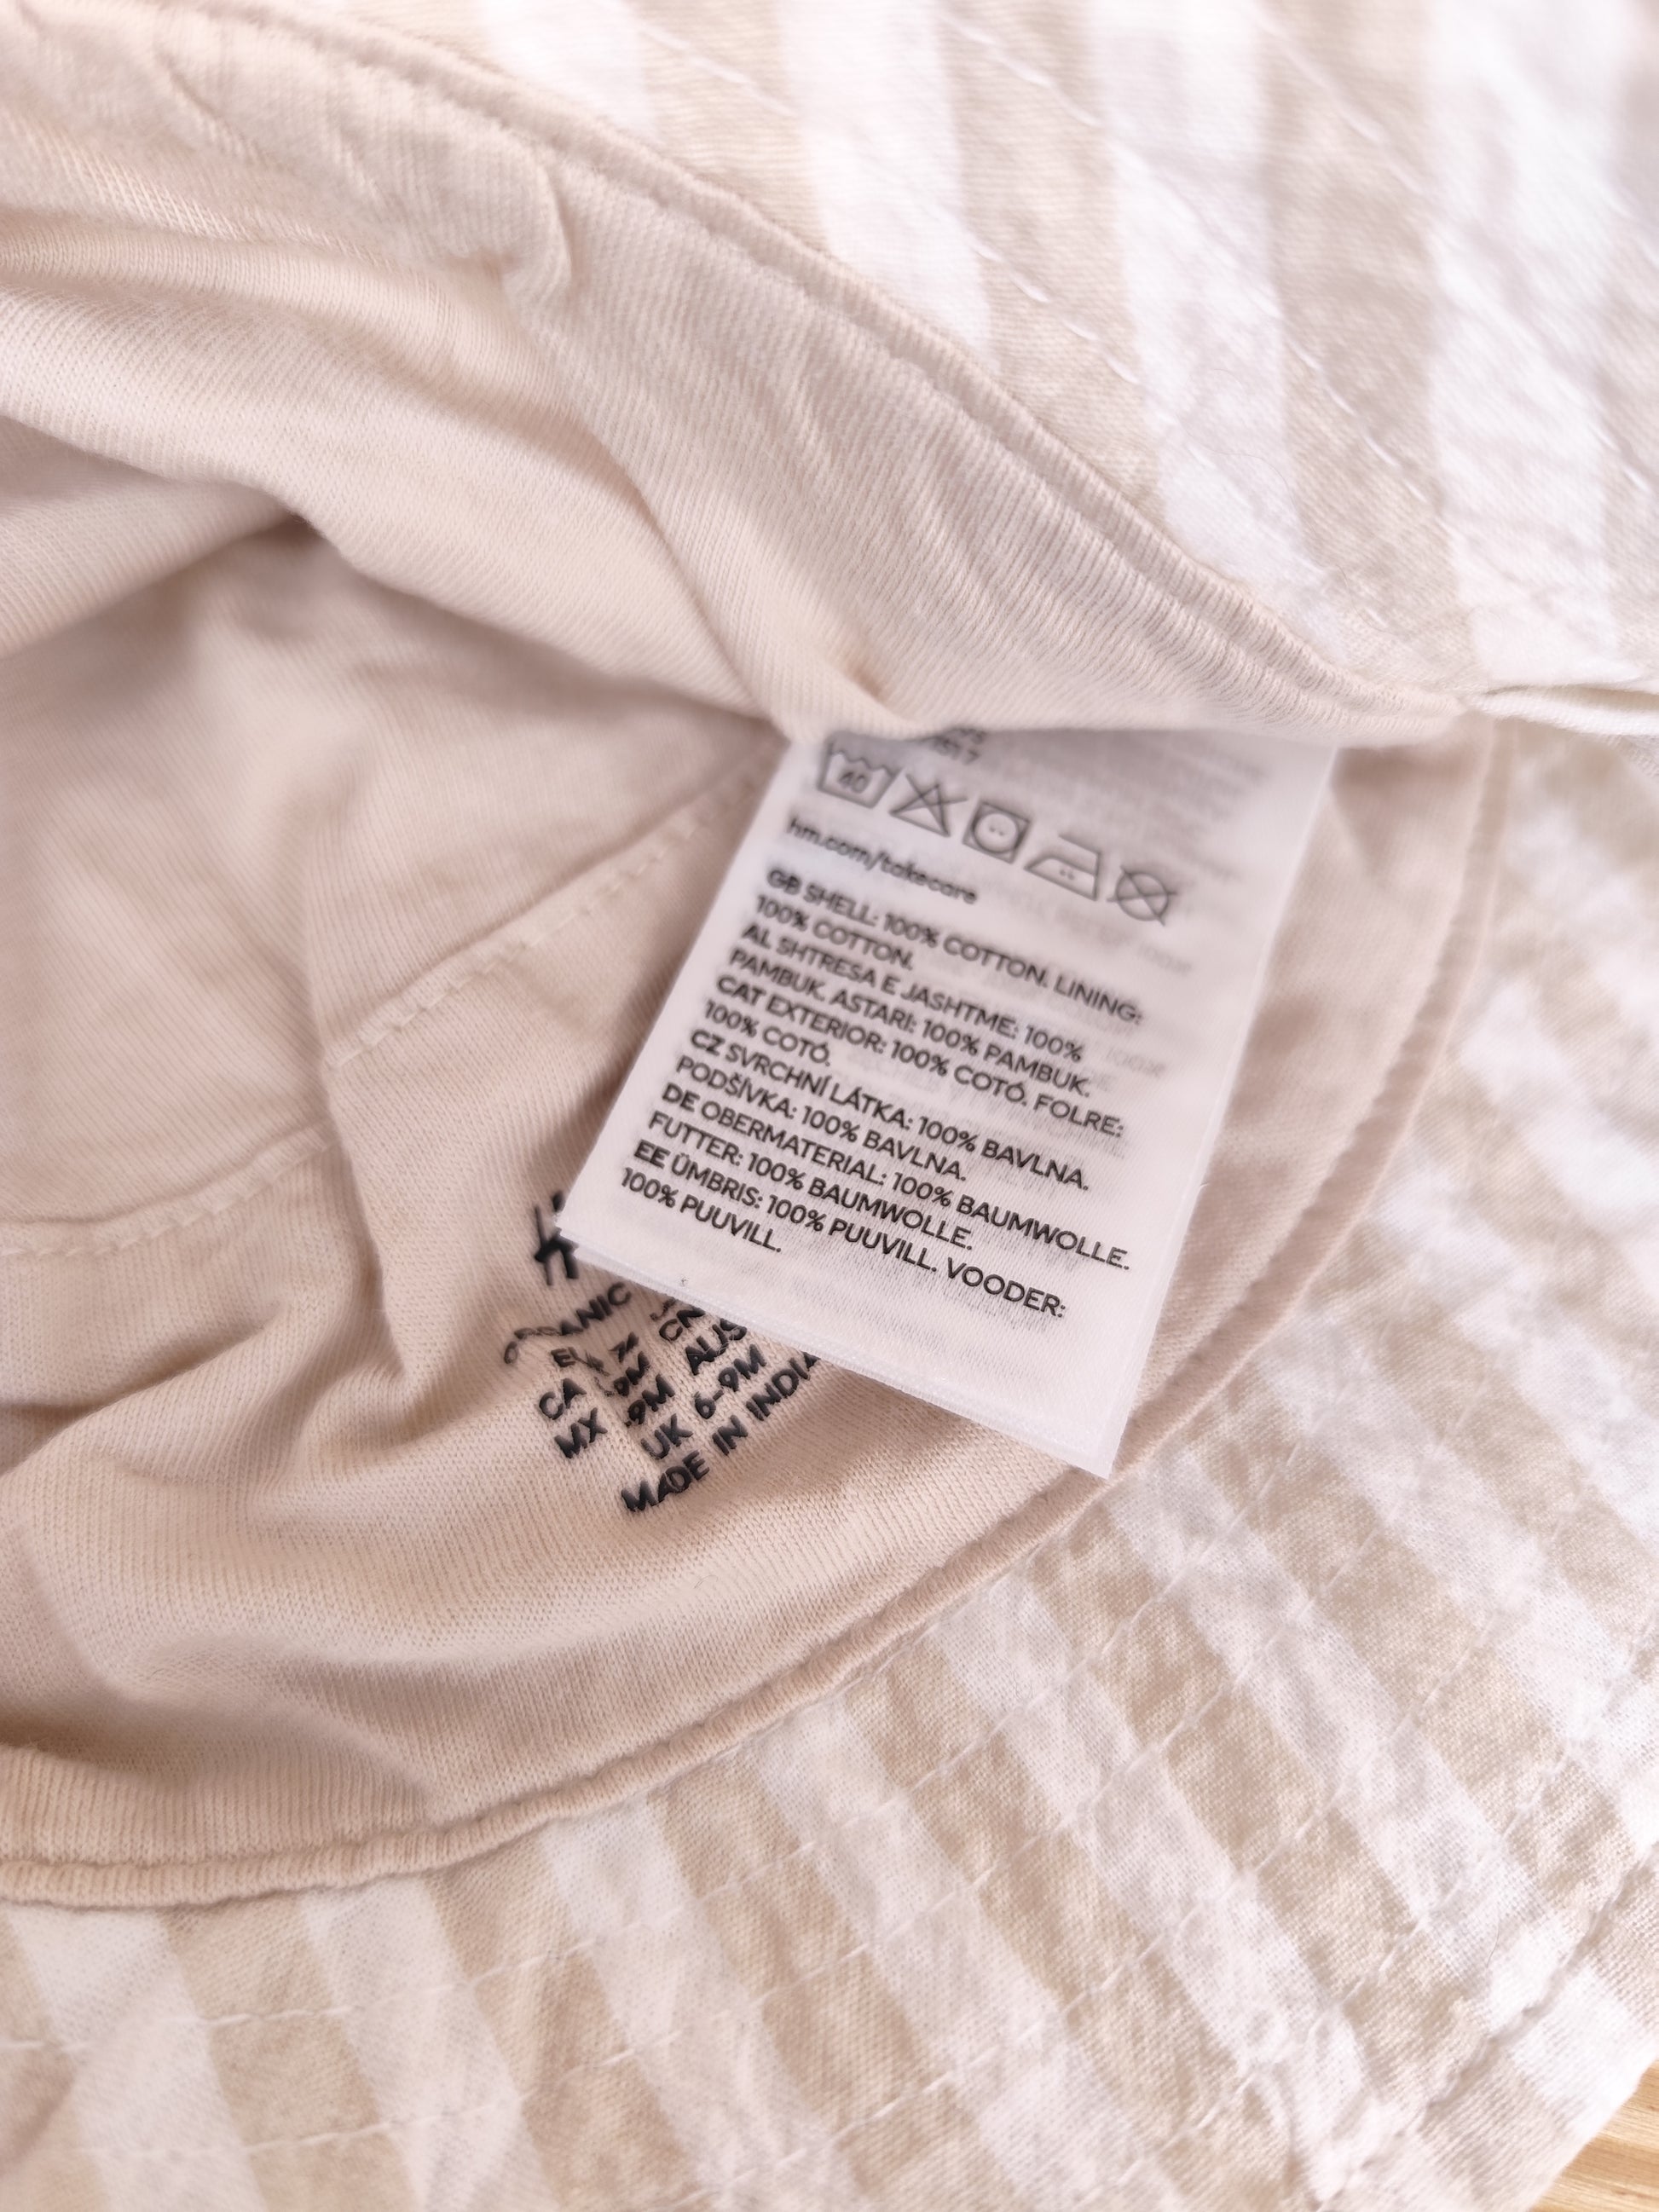 40
hm.com/takecare
GB SHELL: 100% COTTON. LINING:
100% COTTON.
AL SHTRESA E JASHTME: 100%
PAMBUK. ASTARI: 100% PAMBUK.
CAT EXTERIOR: 100% COTÓ. FOLRE:
100% COTÓ.
CZ SVRCHNÍ LÁTKA: 100% BAVLNA.
PODŠÍVKA: 100% BAVLNA.
DE OBERMATERIAL: 100% BAUMWOLLE.
FUTTER: 100% BAUMWOLLE.
EE ÜMBRIS: 100% PUUVILL. VOODER:
100% PUUVILL.
ORGANIC
CA
MX
UK 6-9M
MADE IN INDIA